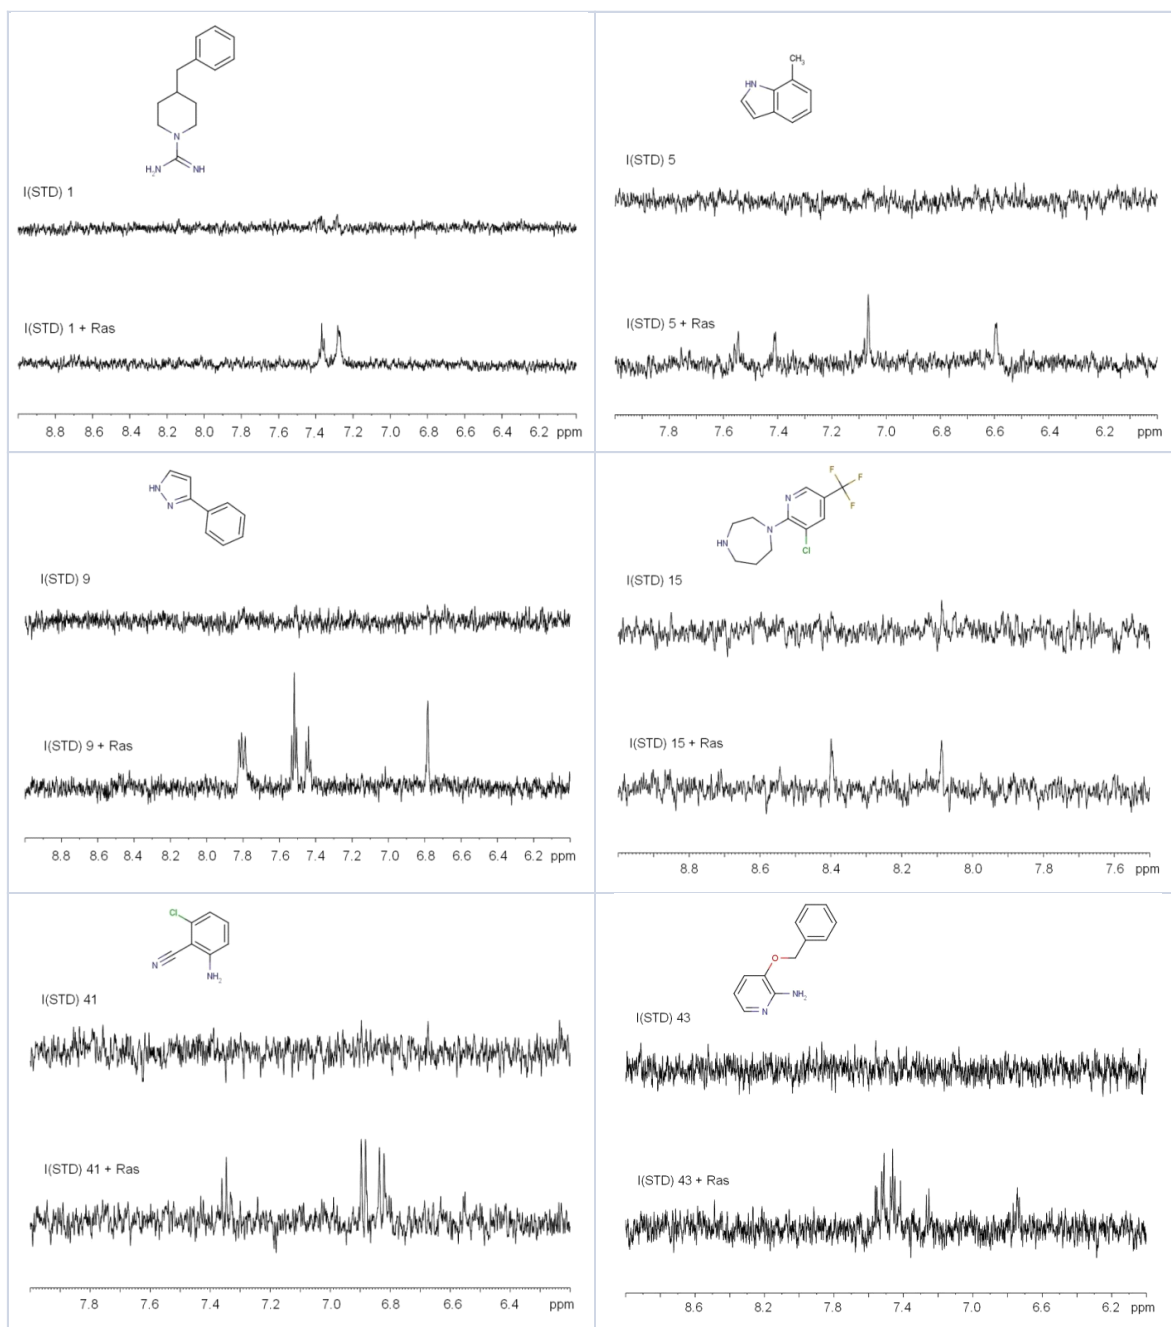 N
H₂N
NH
I(STD) 1
I(STD) 1 + Ras
8.8 8.6 8.4 8.2 8.0 7.8 7.6 7.4 7.2 7.0 6.8 6.6 6.4 6.2 ppm
CH₃
HN
I(STD) 5
I(STD) 5 + Ras
7.8 7.6 7.4 7.2 7.0 6.8 6.6 6.4 6.2 ppm
HN
N
I(STD) 9
I(STD) 9 + Ras
8.8 8.6 8.4 8.2 8.0 7.8 7.6 7.4 7.2 7.0 6.8 6.6 6.4 6.2 ppm
F
F
N
F
N
HN
Cl
I(STD) 15
I(STD) 15 + Ras
8.8 8.6 8.4 8.2 8.0 7.8 7.6 ppm
Cl
N
NH₂
I(STD) 41
I(STD) 41 + Ras
7.8 7.6 7.4 7.2 7.0 6.8 6.6 6.4 ppm
O
NH₂
N
I(STD) 43
I(STD) 43 + Ras
8.6 8.2 7.8 7.4 7.0 6.6 6.2 ppm